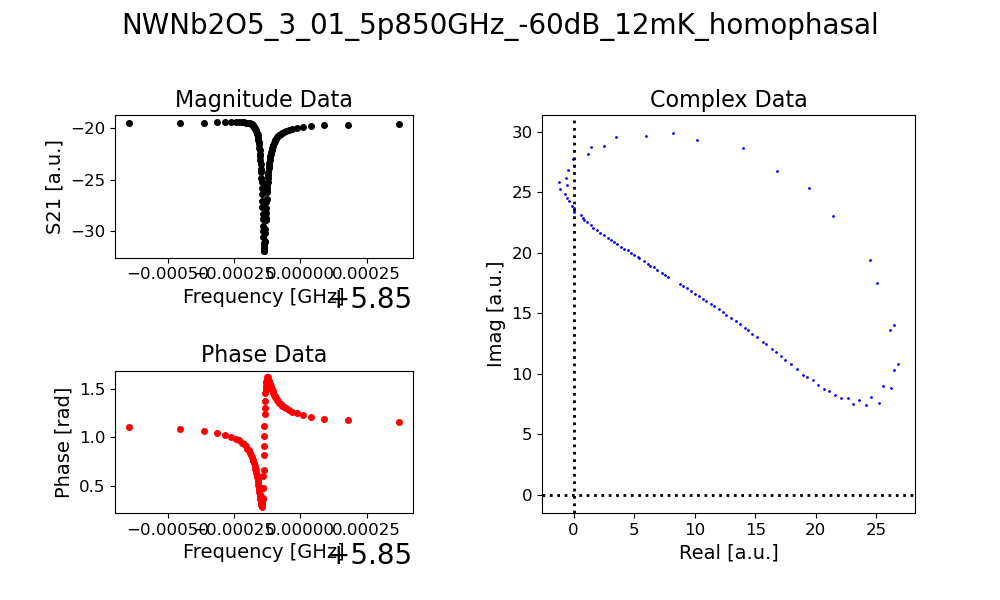 NWNb2O5_3_01_5p850GHz_-60dB_12mK_homophasal
Magnitude Data
S21 [a.u.]
−20
−25
−30
−0.00050
−0.00025
0.00000
0.00025
Frequency [GHz]
+5.85
Phase Data
Phase [rad]
1.5
1.0
0.5
−0.00050
−0.00025
0.00000
0.00025
Frequency [GHz]
+5.85
Complex Data
Imag [a.u.]
30
25
20
15
10
5
0
0
5
10
15
20
25
Real [a.u.]